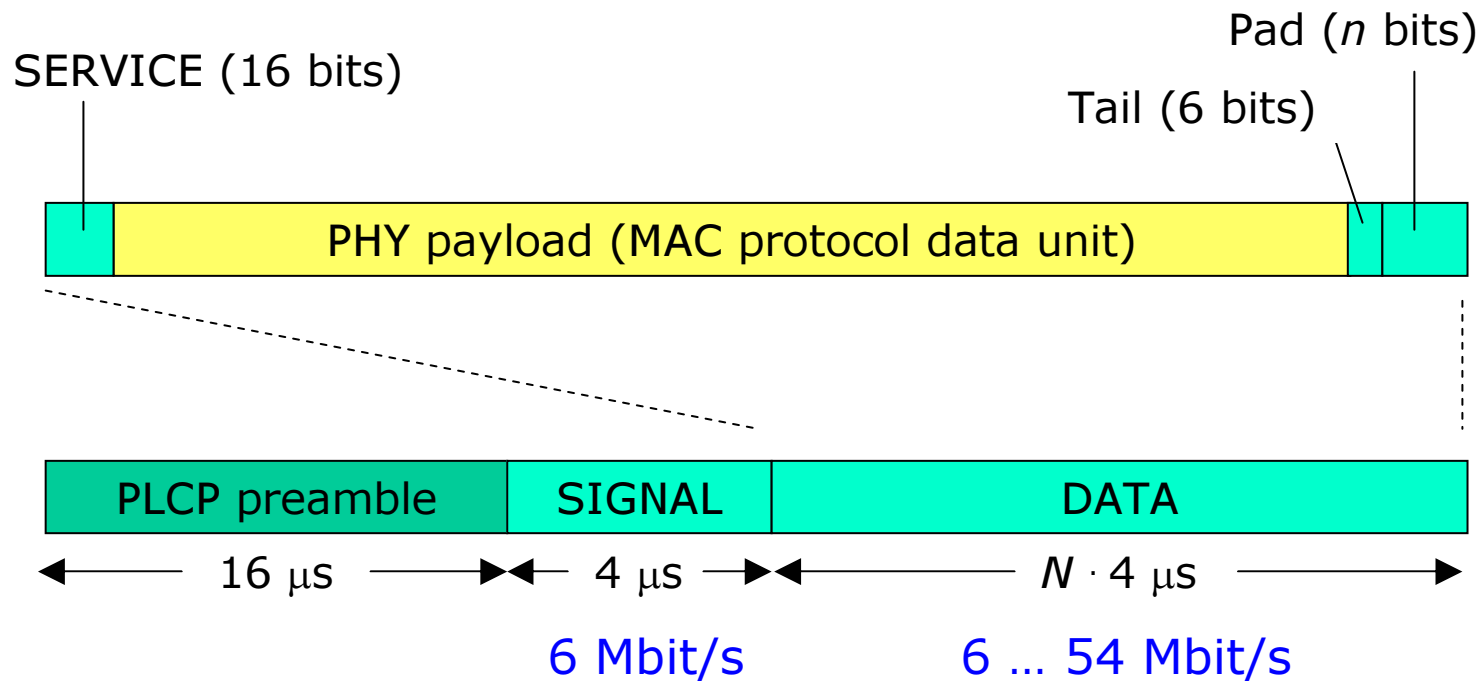 Pad (n bits)
SERVICE (16 bits)
Tail (6 bits)
PHY payload (MAC protocol data unit)
PLCP preamble
SIGNAL
DATA
16 μs
4 μs
N · 4 μs
6 Mbit/s
6 ... 54 Mbit/s